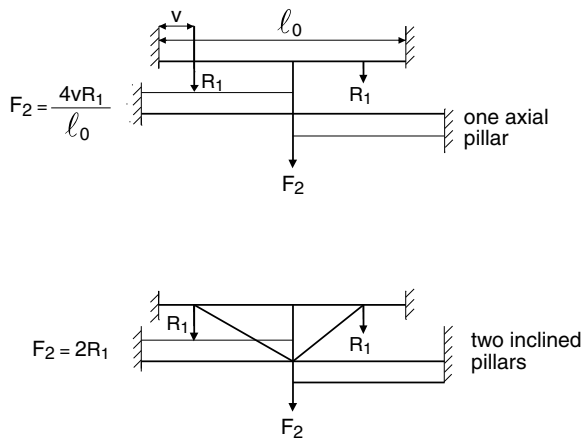 v
ℓ₀
R₁
R₁
F₂ = 4vR₁ / ℓ₀
one axial
pillar
F₂
R₁
R₁
F₂ = 2R₁
two inclined
pillars
F₂